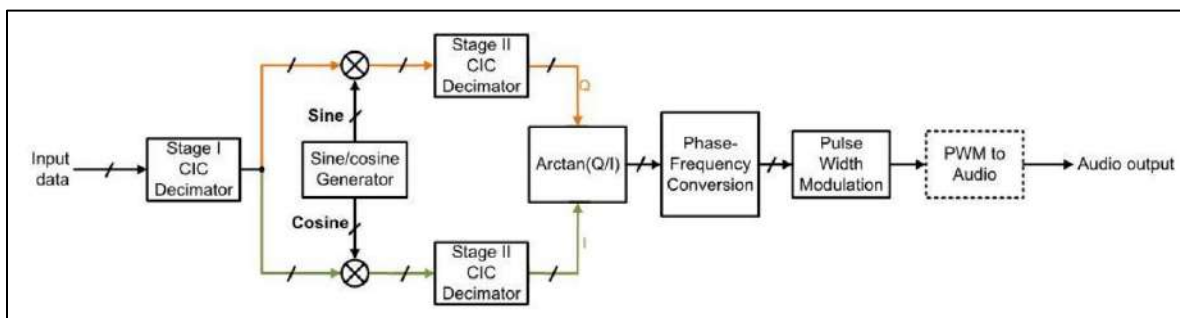 Input
data
Stage I
CIC
Decimator
Stage II
CIC
Decimator
Q
Sine
Sine/cosine
Generator
Cosine
Stage II
CIC
Decimator
I
Arctan(Q/I)
Phase-
Frequency
Conversion
Pulse
Width
Modulation
PWM to
Audio
Audio output